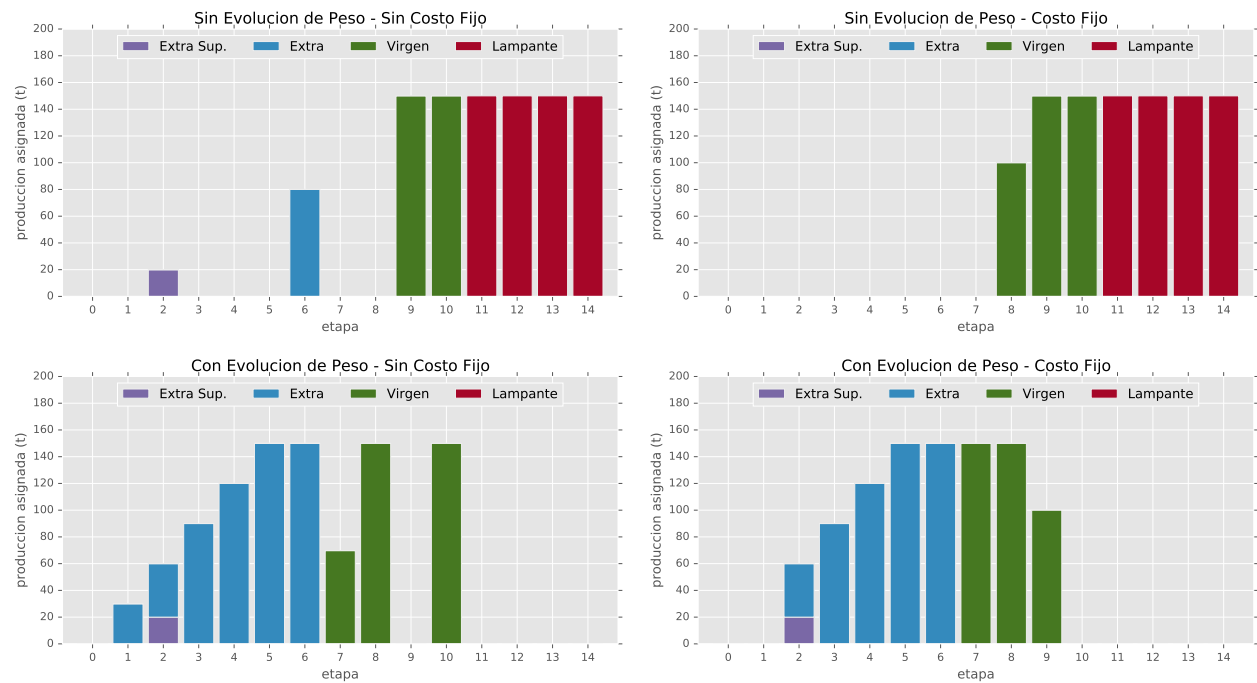 Sin Evolucion de Peso - Sin Costo Fijo
Extra Sup. Extra Virgen Lampante
200
180
160
140
120
100
80
60
40
20
0
produccion asignada (t)
0 1 2 3 4 5 6 7 8 9 10 11 12 13 14
etapa
Sin Evolucion de Peso - Costo Fijo
Extra Sup. Extra Virgen Lampante
200
180
160
140
120
100
80
60
40
20
0
produccion asignada (t)
0 1 2 3 4 5 6 7 8 9 10 11 12 13 14
etapa
Con Evolucion de Peso - Sin Costo Fijo
Extra Sup. Extra Virgen Lampante
200
180
160
140
120
100
80
60
40
20
0
produccion asignada (t)
0 1 2 3 4 5 6 7 8 9 10 11 12 13 14
etapa
Con Evolucion de Peso - Costo Fijo
Extra Sup. Extra Virgen Lampante
200
180
160
140
120
100
80
60
40
20
0
produccion asignada (t)
0 1 2 3 4 5 6 7 8 9 10 11 12 13 14
etapa